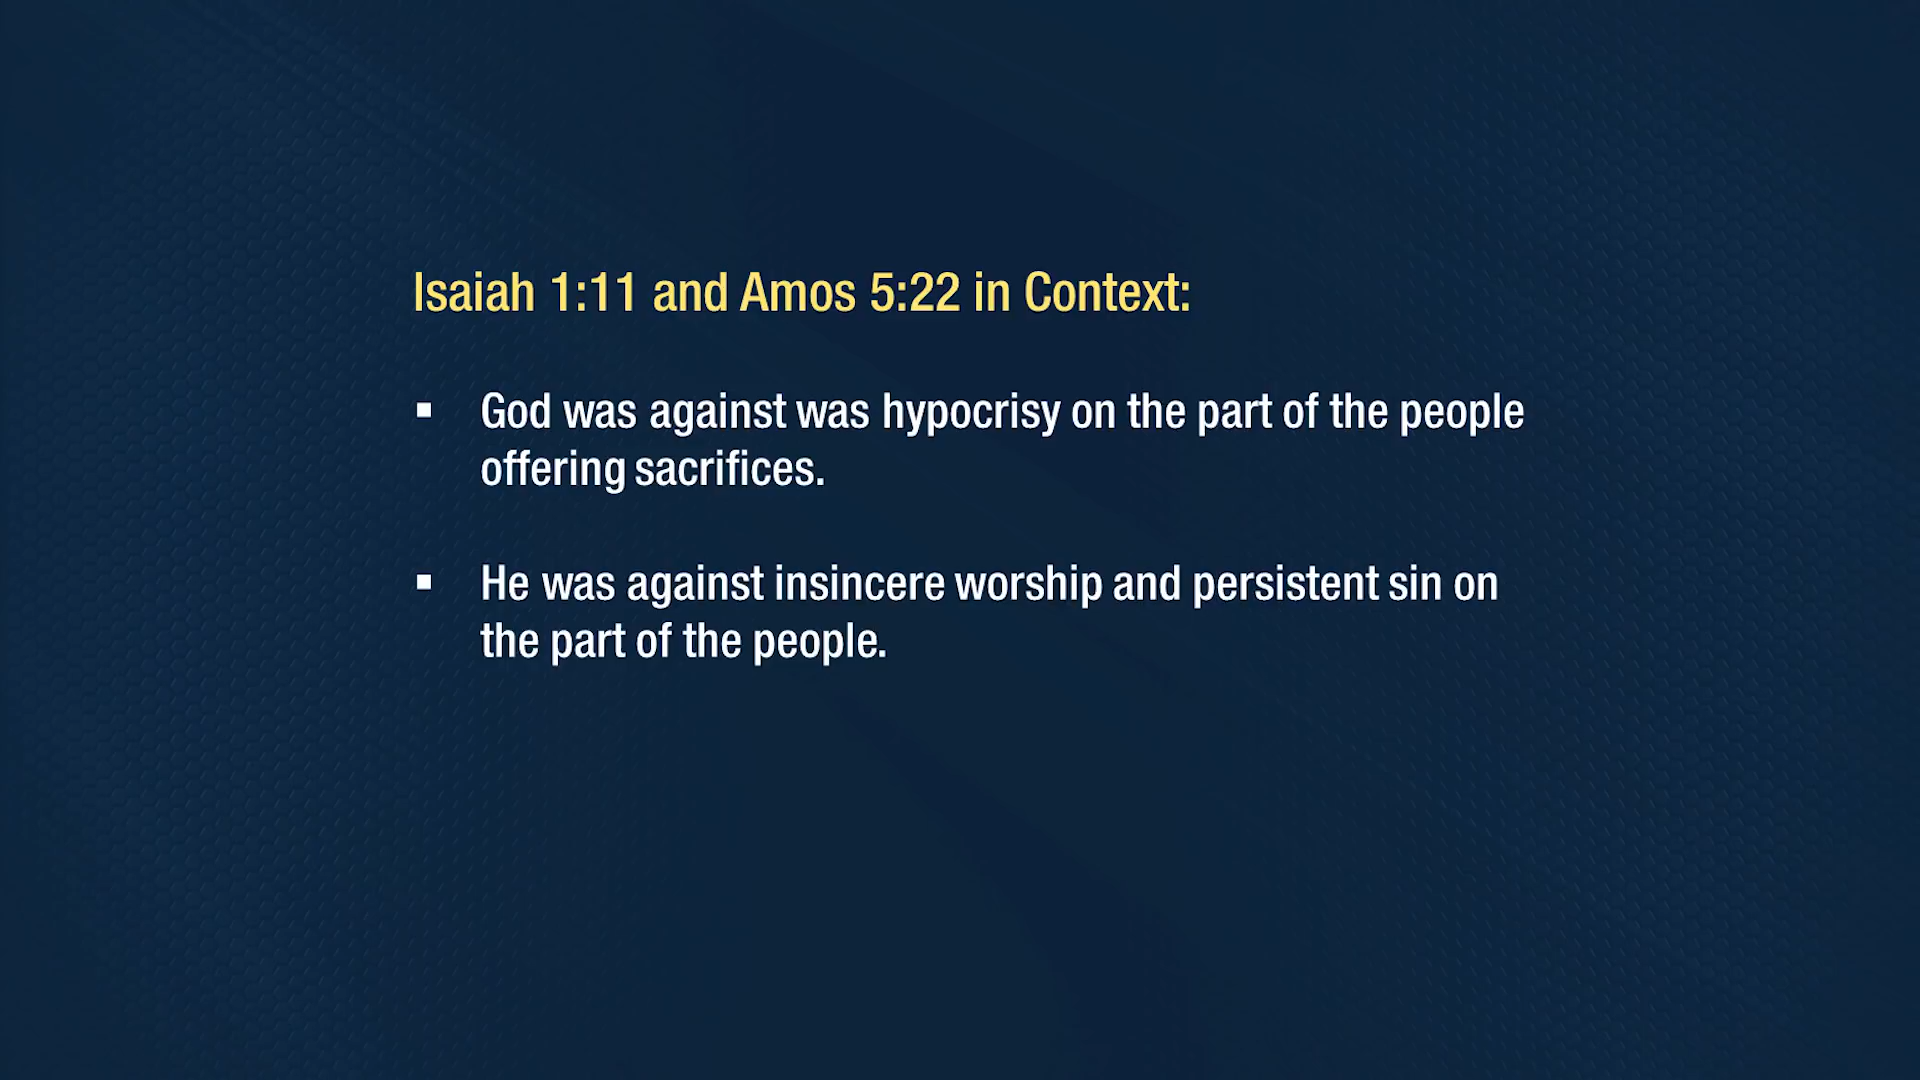 Isaiah 1:11 and Amos 5:22 in Context:
▪ God was against was hypocrisy on the part of the people
offering sacrifices.
▪ He was against insincere worship and persistent sin on
the part of the people.